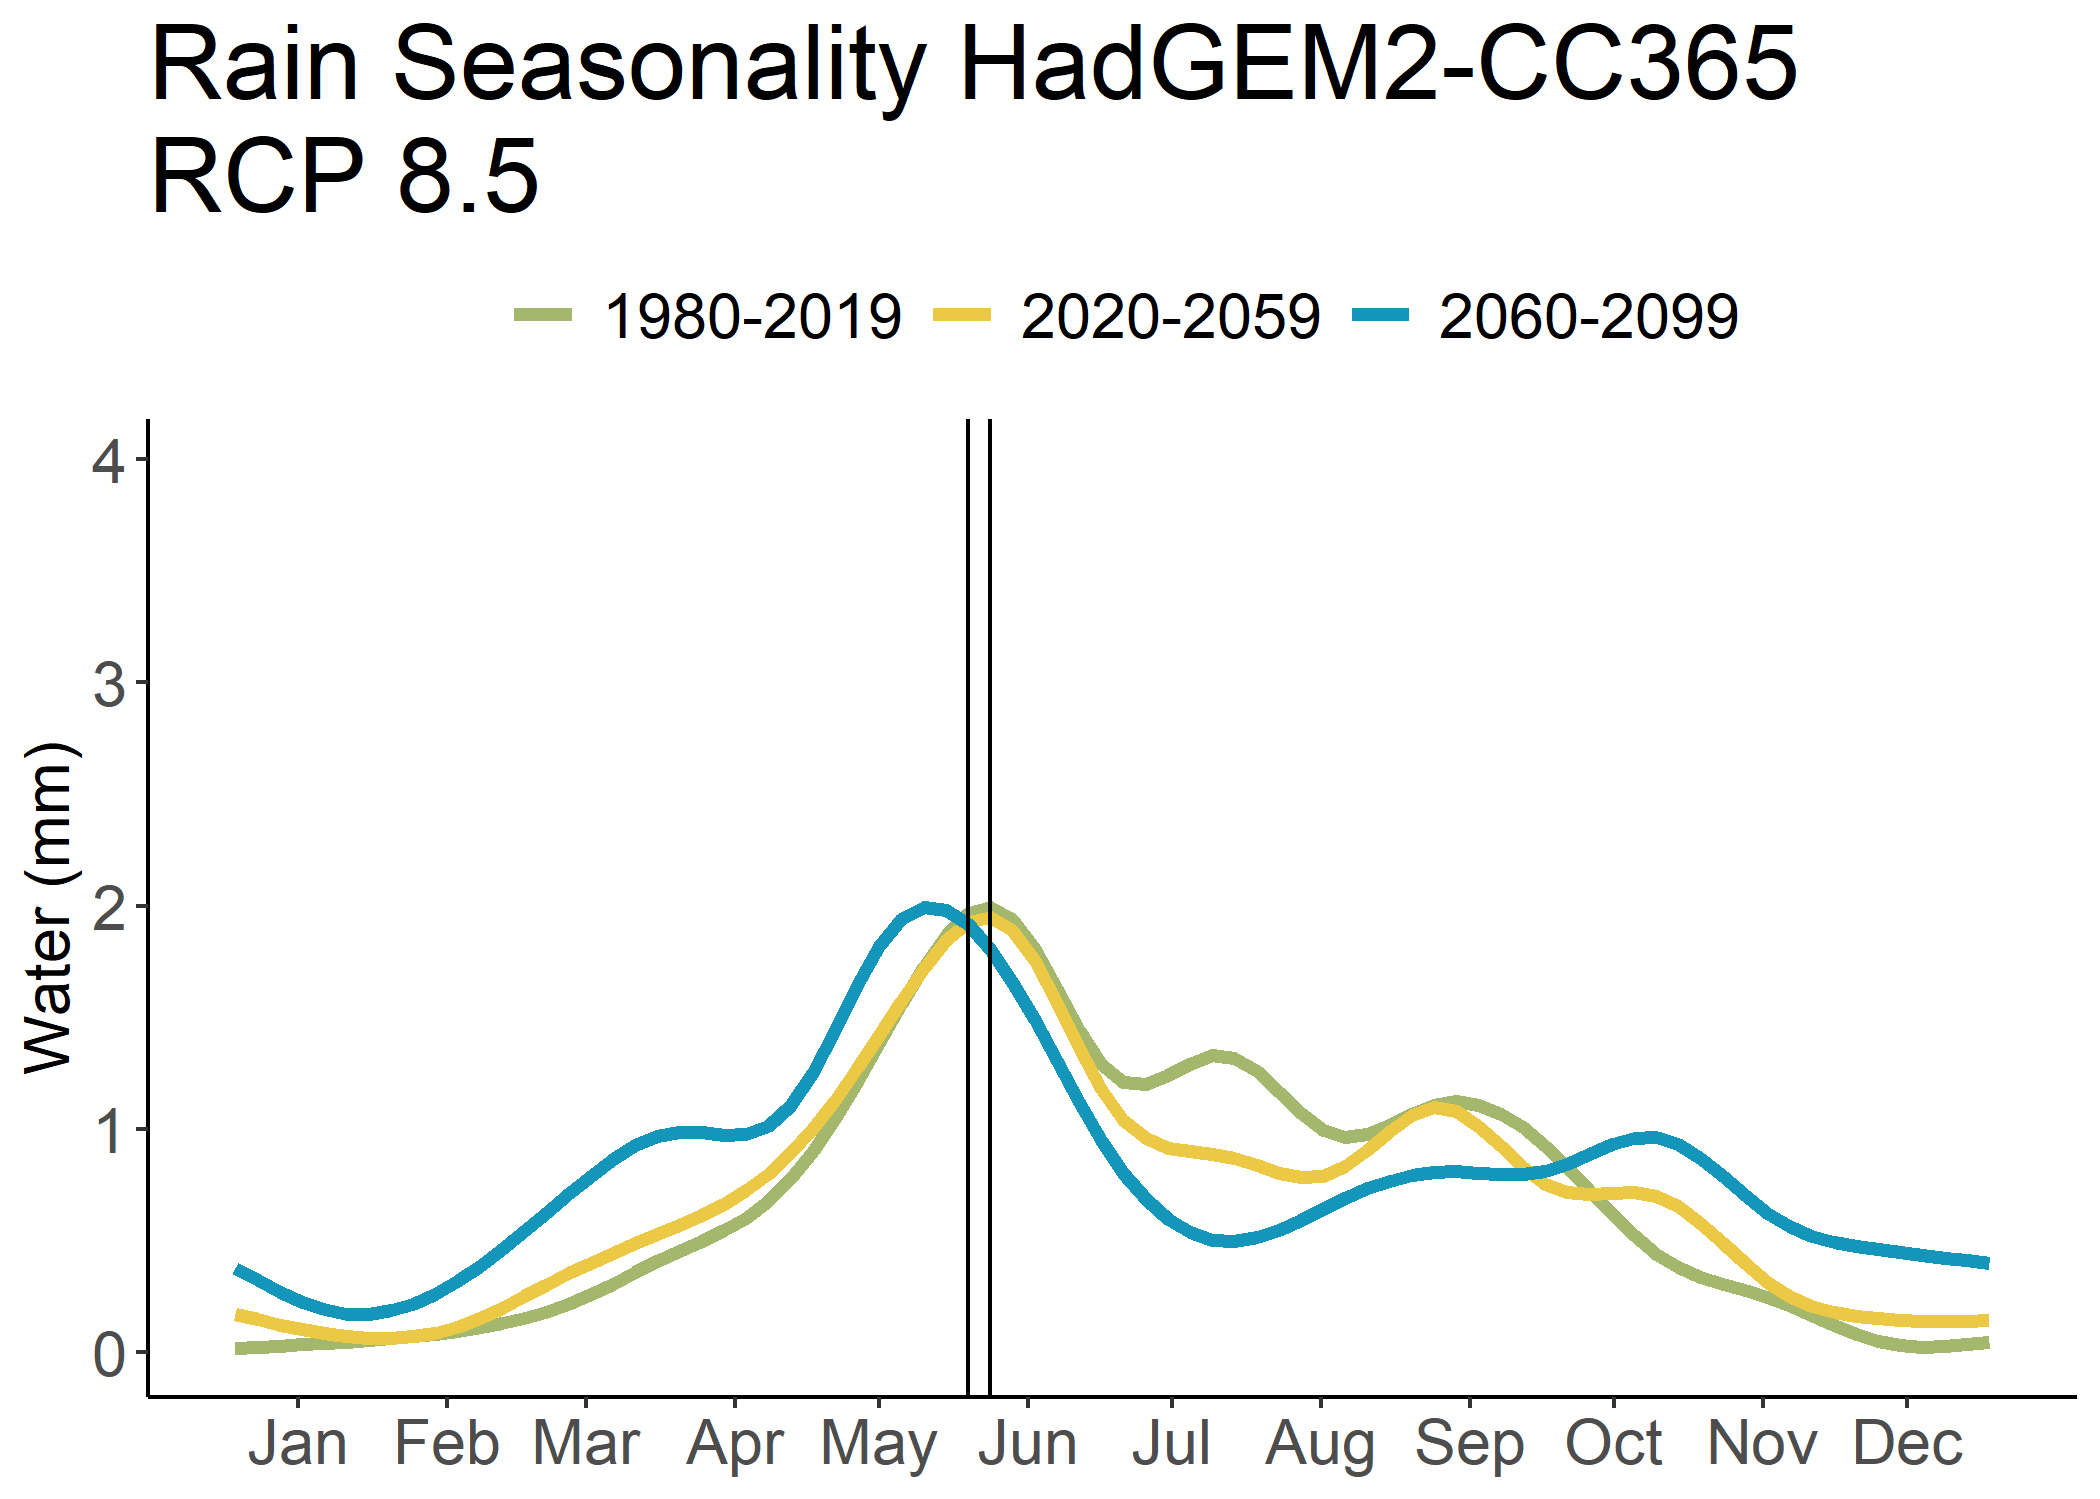 Rain Seasonality HadGEM2-CC365
RCP 8.5
1980-2019 2020-2059 2060-2099
Water (mm)
4
3
2
1
0
Jan Feb Mar Apr May Jun Jul Aug Sep Oct Nov Dec